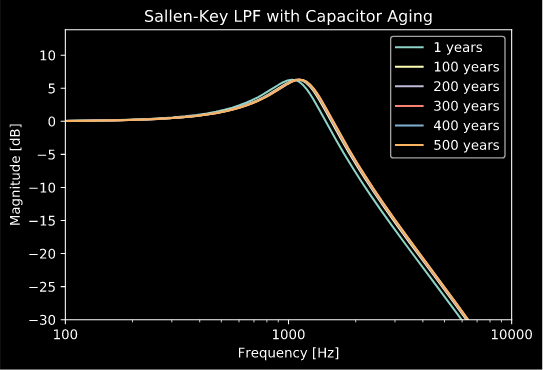 Sallen-Key LPF with Capacitor Aging
1 years
100 years
200 years
300 years
400 years
500 years
10
5
0
−5
−10
−15
−20
−25
−30
Magnitude [dB]
100
1000
10000
Frequency [Hz]